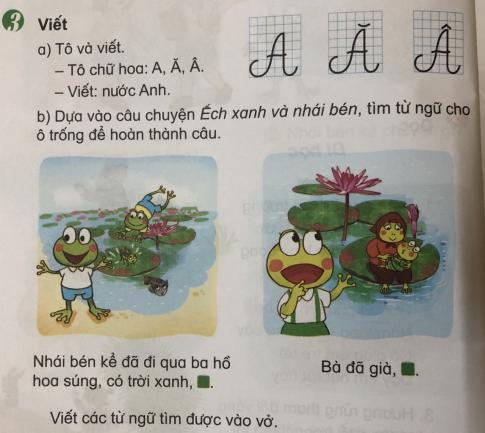 3 Viết
a) Tô và viết.
– Tô chữ hoa: A, Ă, Â.
– Viết: nước Anh.
A Ă Â
b) Dựa vào câu chuyện Ếch xanh và nhái bén, tìm từ ngữ cho
ô trống để hoàn thành câu.
Nhái bén kể đã đi qua ba hồ
hoa súng, có trời xanh, .
Bà đã già, .
Viết các từ ngữ tìm được vào vở.